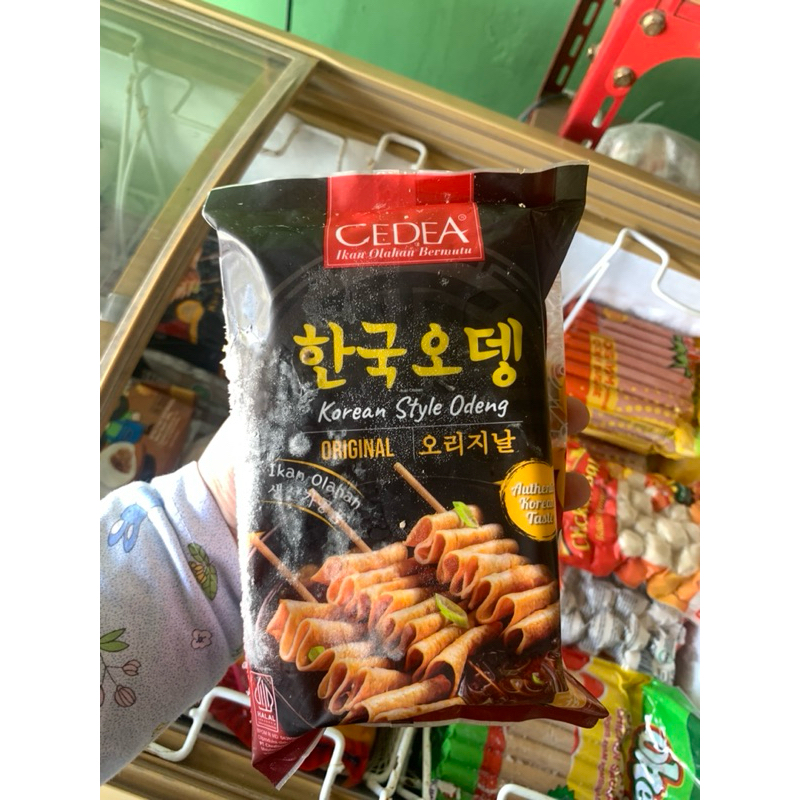 CEDEA
Ikan Olahan Bermutu
한국오뎅
Korean Style Odeng
ORIGINAL 오리지날
Ikan Olahan
Korean
Taste
HALAL